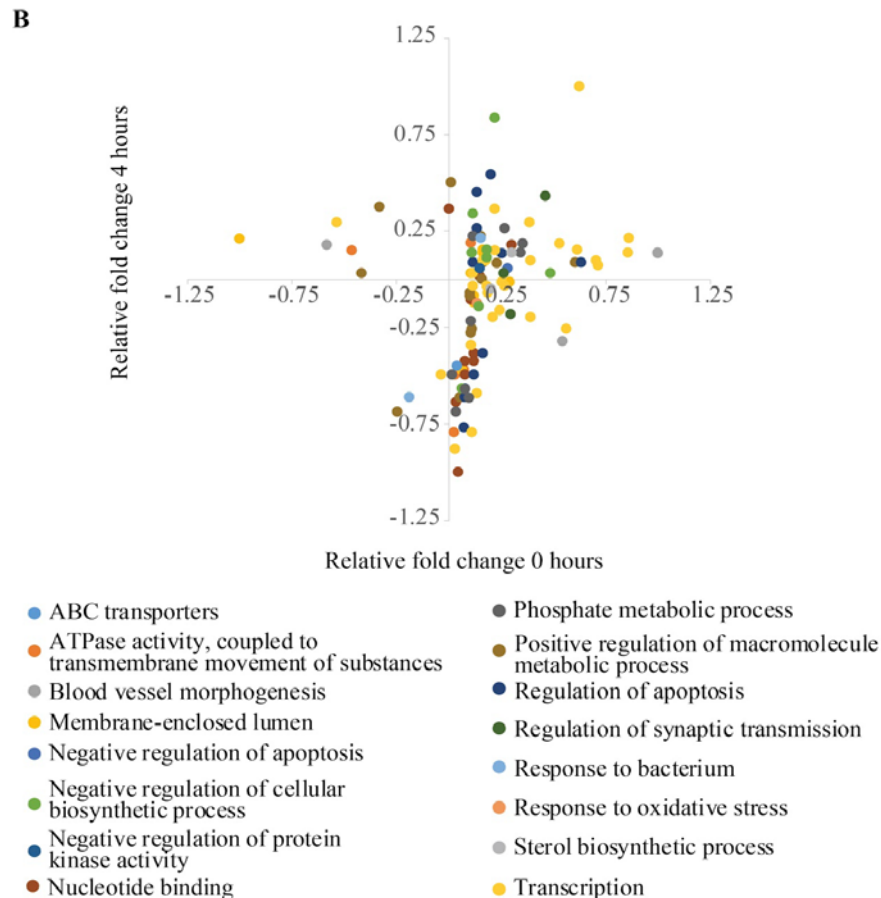 B
1.25
0.75
0.25
-1.25
-0.75
-0.25
0.25
0.75
1.25
-0.25
-0.75
-1.25
Relative fold change 4 hours
Relative fold change 0 hours
ABC transporters
ATPase activity, coupled to
transmembrane movement of substances
Blood vessel morphogenesis
Membrane-enclosed lumen
Negative regulation of apoptosis
Negative regulation of cellular
biosynthetic process
Negative regulation of protein
kinase activity
Nucleotide binding
Phosphate metabolic process
Positive regulation of macromolecule
metabolic process
Regulation of apoptosis
Regulation of synaptic transmission
Response to bacterium
Response to oxidative stress
Sterol biosynthetic process
Transcription